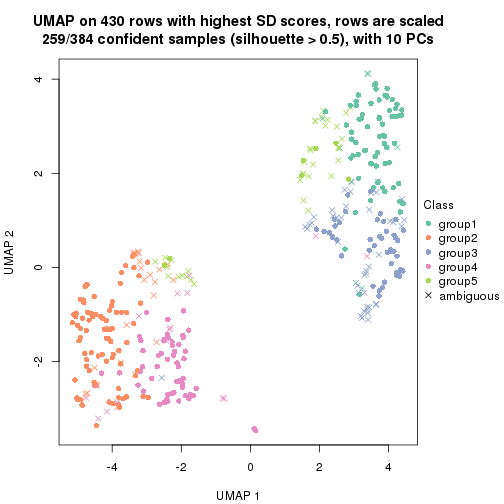 UMAP on 430 rows with highest SD scores, rows are scaled
259/384 confident samples (silhouette > 0.5), with 10 PCs
4
2
0
-2
UMAP 2
-4
-2
0
2
4
UMAP 1
Class
group1
group2
group3
group4
group5
ambiguous